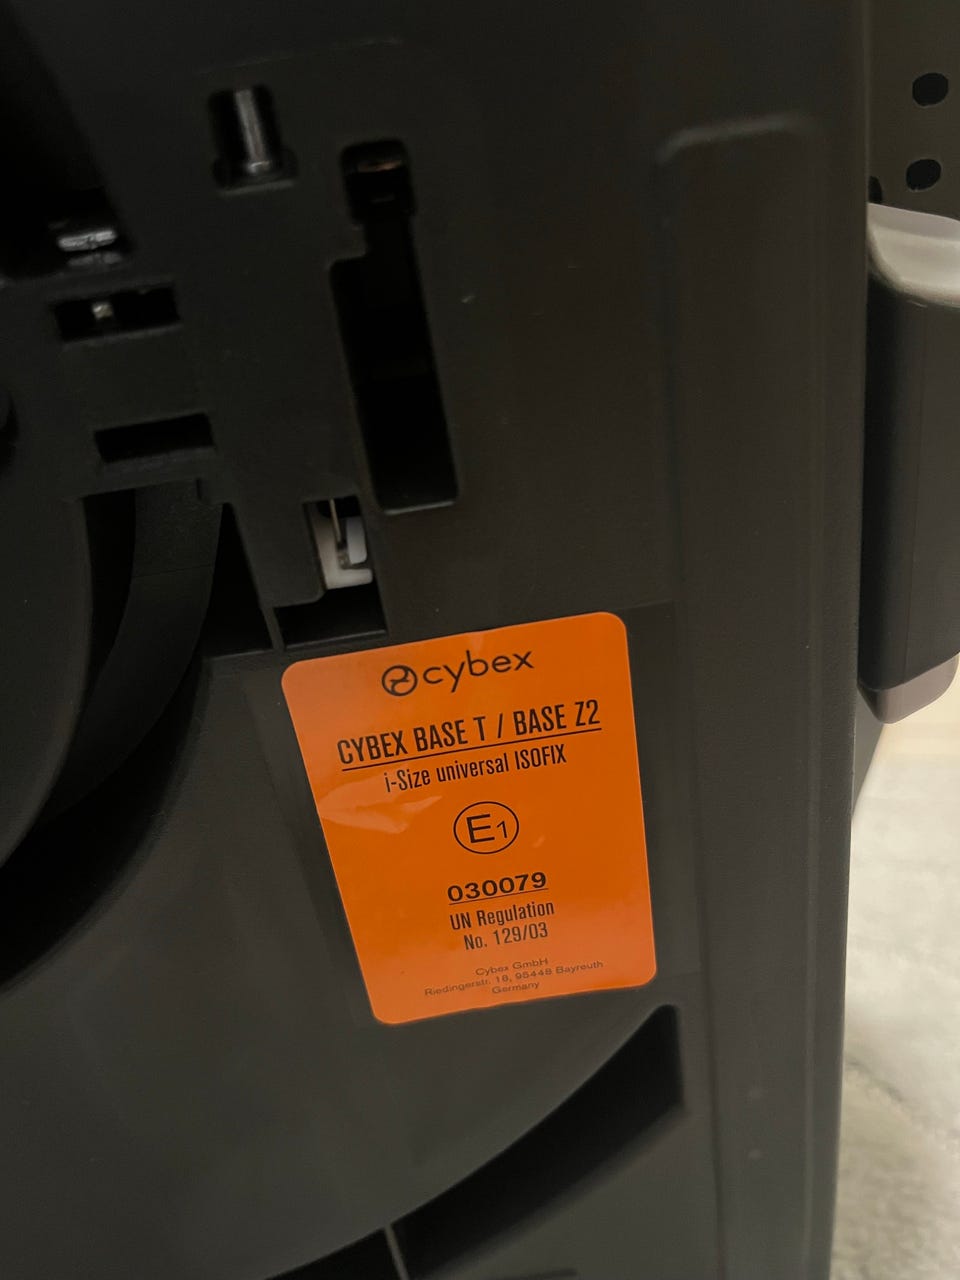 cybex
CYBEX BASE T / BASE Z2
i-Size universal ISOFIX
E1
030079
UN Regulation
No. 129/03
Cybex GmbH
Riedingerstr. 18, 95448 Bayreuth
Germany